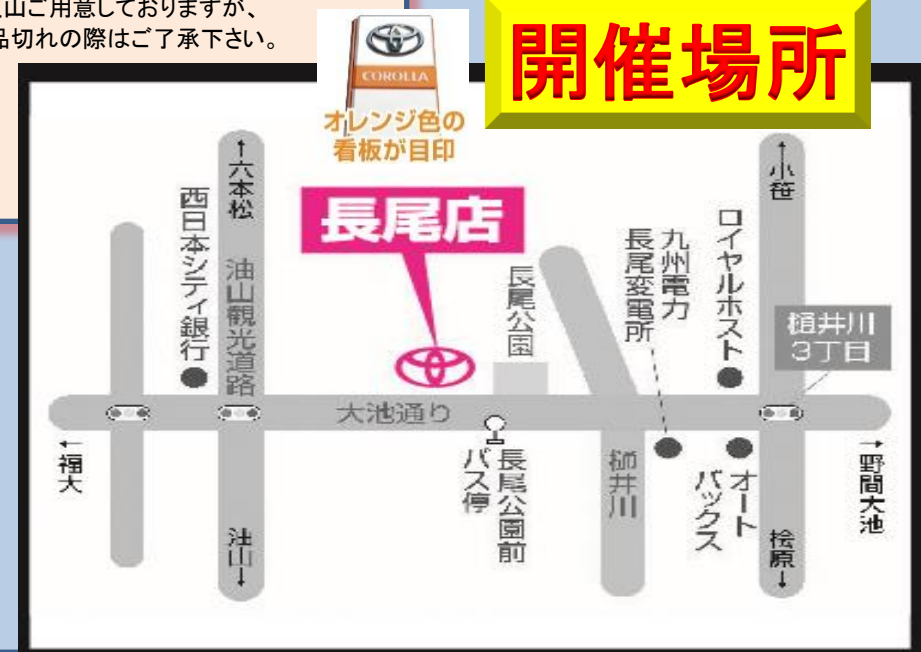 山ご用意しておりますが、
品切れの際はご了承下さい。
開催場所
COROLLA
オレンジ色の
看板が目印
↑六本松
油山観光道路
西日本シティ銀行
長尾店
長尾公園
九州電力
長尾変電所
ロイヤルホスト
↑小笹
樋井川
3丁目
大池通り
←福大
油山↓
長尾公園前
バス停
樋井川
オート
バックス
桧原↓
→野間大池